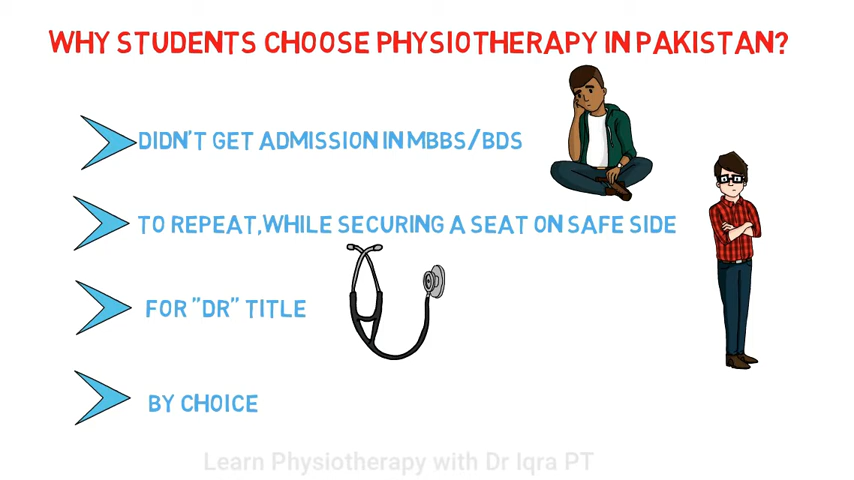 WHY STUDENTS CHOOSE PHYSIOTHERAPY IN PAKISTAN?
DIDN'T GET ADMISSION IN MBBS/BDS
TO REPEAT,WHILE SECURING A SEAT ON SAFE SIDE
FOR "DR" TITLE
BY CHOICE
Learn Physiotherapy with Dr Iqra PT